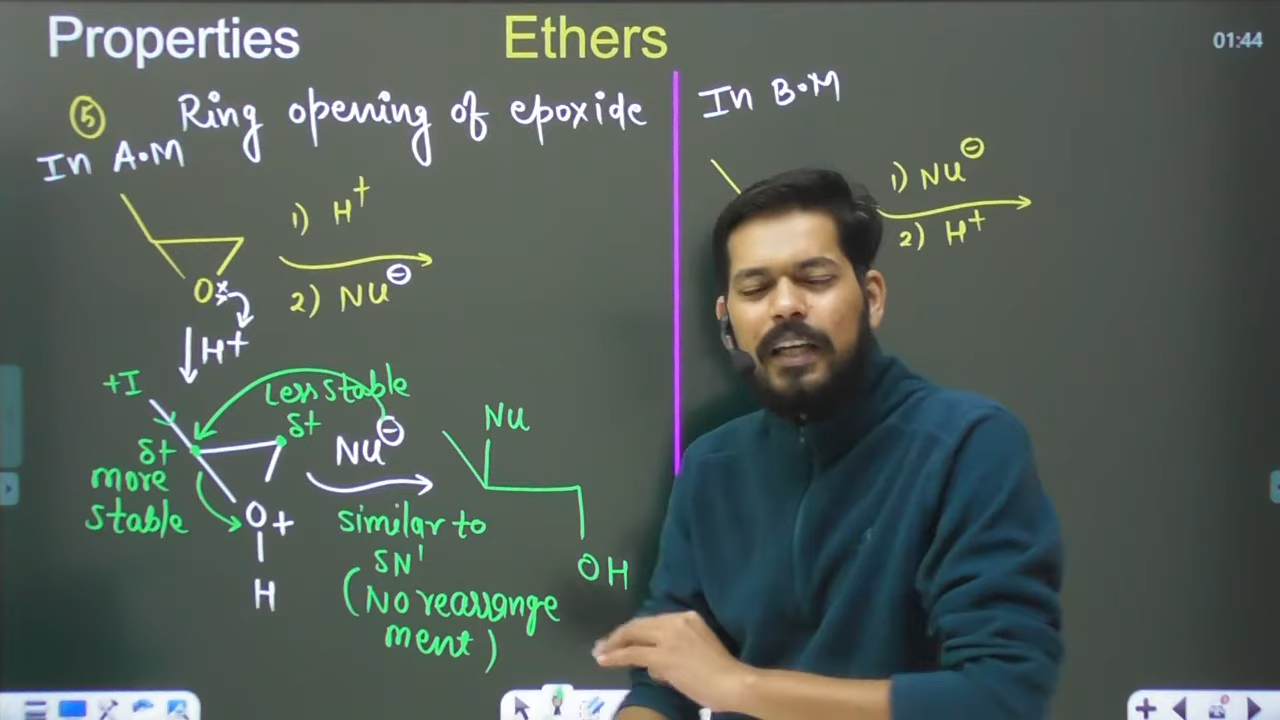 Properties
Ethers
01:44
⑤ Ring opening of epoxide
In A.M
1) H⁺
2) Nu⊖
O
H+
+I
Less stable
δ+
δ+
more
stable
Nu⊖
O+
H
similar to
SN¹
(No rearrange
ment)
Nu
OH
In B.M
1) Nu⊖
2) H⁺